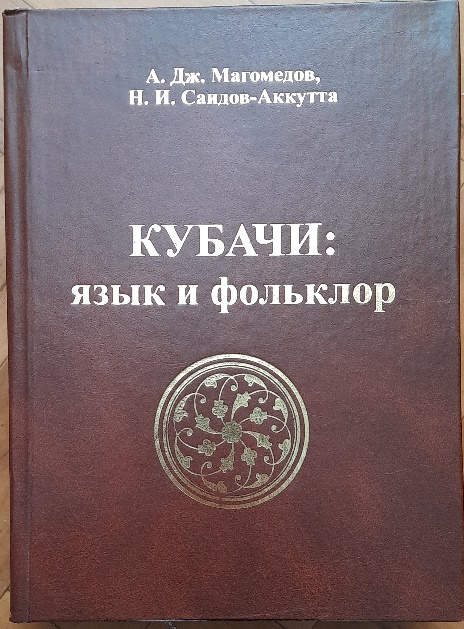 А. Дж. Магомедов,
Н. И. Саидов-Аккутта
КУБАЧИ:
язык и фольклор